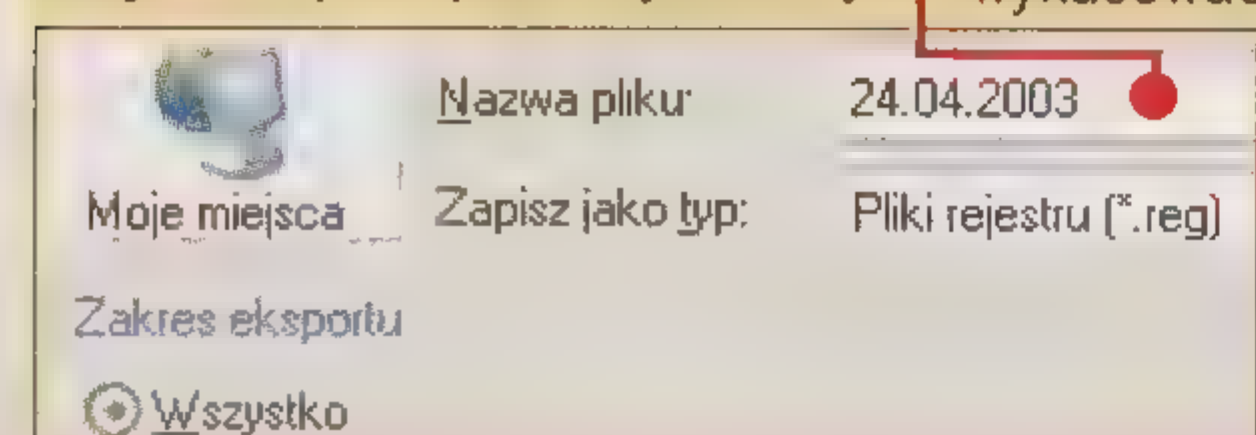 Nazwa pliku: 24.04.2003
Moje miejsca Zapisz jako typ: Pliki rejestru (*.reg)
Zakres eksportu
Wszystko